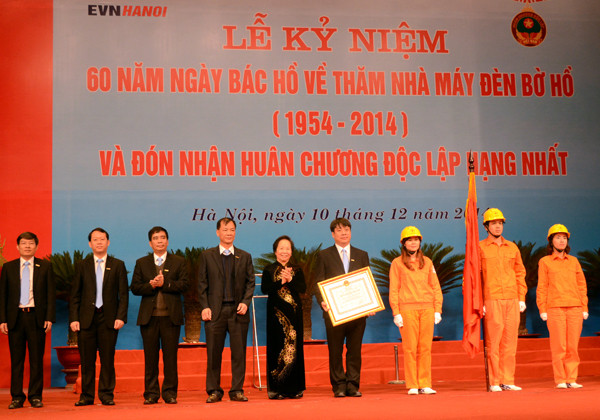 EVNHANOI
LỄ KỶ NIỆM
60 NĂM NGÀY BÁC HỒ VỀ THĂM NHÀ MÁY ĐÈN BỜ HỒ
( 1954 - 2014 )
VÀ ĐÓN NHẬN HUÂN CHƯƠNG ĐỘC LẬP HẠNG NHẤT
Hà Nội, ngày 10 tháng 12 năm